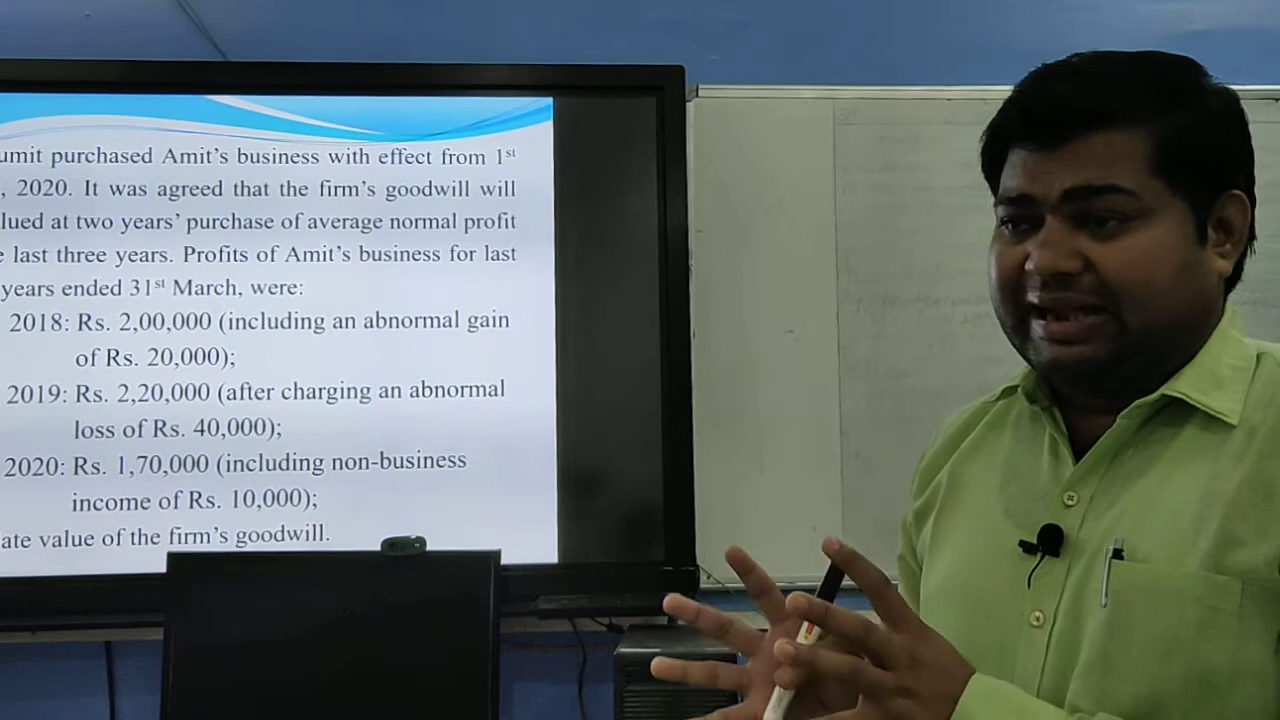 umit purchased Amit's business with effect from 1st
, 2020. It was agreed that the firm's goodwill will
lued at two years' purchase of average normal profit
e last three years. Profits of Amit's business for last
years ended 31st March, were:
2018: Rs. 2,00,000 (including an abnormal gain
of Rs. 20,000);
2019: Rs. 2,20,000 (after charging an abnormal
loss of Rs. 40,000);
2020: Rs. 1,70,000 (including non-business
income of Rs. 10,000);
ate value of the firm's goodwill.